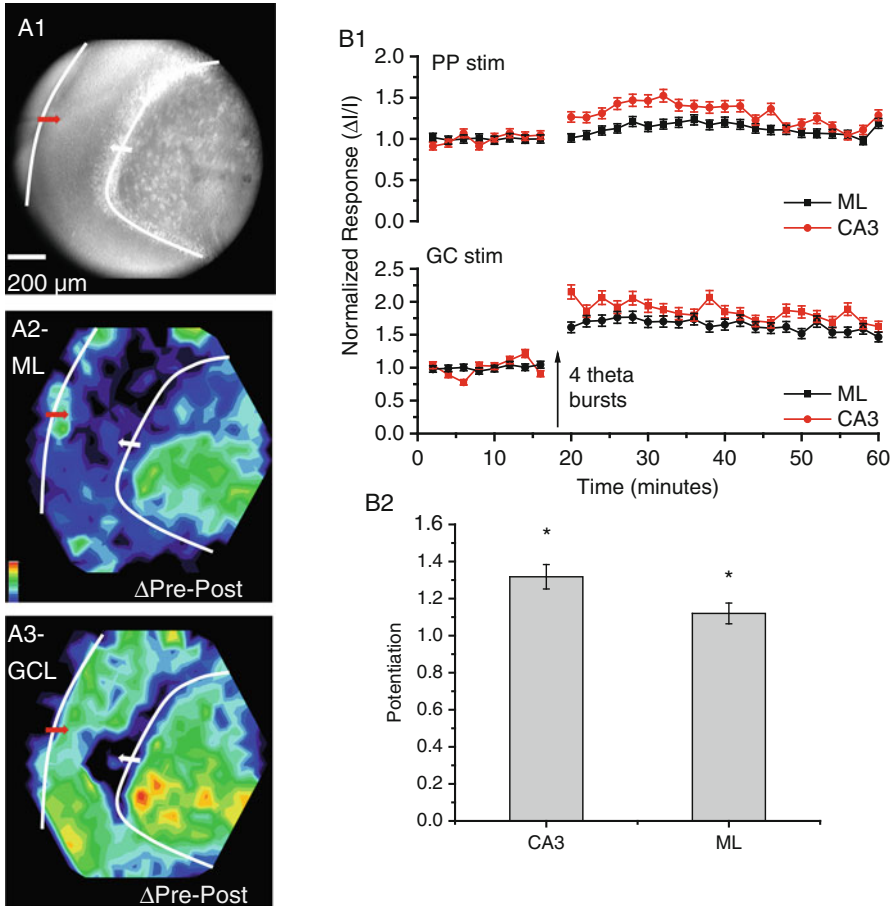 A1
200 µm
A2-
ML
ΔPre-Post
A3-
GCL
ΔPre-Post
B1
PP stim
2.0
1.5
1.0
0.5
0.0
ML
CA3
Normalized Response (ΔI/I)
GC stim
2.5
2.0
1.5
1.0
0.5
0.0
4 theta
bursts
ML
CA3
0 10 20 30 40 50 60
Time (minutes)
B2
1.6
1.4
1.2
1.0
0.8
0.6
0.4
0.2
0.0
Potentiation
*
*
CA3 ML